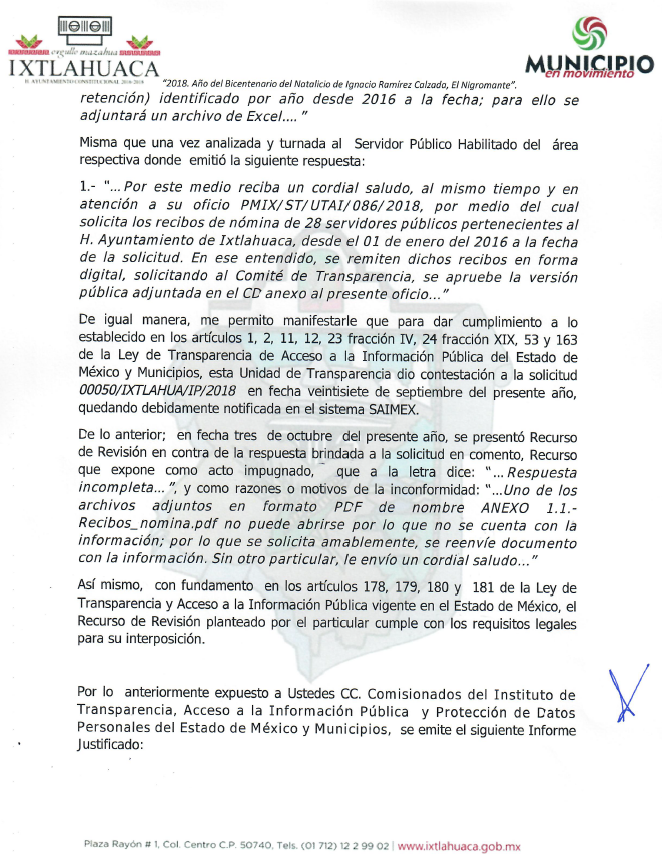 orgullo mazahua
IXTLAHUACA
H. AYUNTAMIENTO CONSTITUCIONAL 2016-2018
MUNICIPIO
en movimiento
"2018. Año del Bicentenario del Natalicio de Ignacio Ramírez Calzado, El Nigromante".
retención) identificado por año desde 2016 a la fecha; para ello se
adjuntará un archivo de Excel.... "
Misma que una vez analizada y turnada al Servidor Público Habilitado del área
respectiva donde emitió la siguiente respuesta:
1.- "... Por este medio reciba un cordial saludo, al mismo tiempo y en
atención a su oficio PMIX/ST/UTAI/086/2018, por medio del cual
solicita los recibos de nómina de 28 servidores públicos pertenecientes al
H. Ayuntamiento de Ixtlahuaca, desde el 01 de enero del 2016 a la fecha
de la solicitud. En ese entendido, se remiten dichos recibos en forma
digital, solicitando al Comité de Transparencia, se apruebe la versión
pública adjuntada en el CD anexo al presente oficio..."
De igual manera, me permito manifestarle que para dar cumplimiento a lo
establecido en los artículos 1, 2, 11, 12, 23 fracción IV, 24 fracción XIX, 53 y 163
de la Ley de Transparencia de Acceso a la Información Pública del Estado de
México y Municipios, esta Unidad de Transparencia dio contestación a la solicitud
00050/IXTLAHUA/IP/2018 en fecha veintisiete de septiembre del presente año,
quedando debidamente notificada en el sistema SAIMEX.
De lo anterior; en fecha tres de octubre del presente año, se presentó Recurso
de Revisión en contra de la respuesta brindada a la solicitud en comento, Recurso
que expone como acto impugnado, que a la letra dice: "... Respuesta
incompleta... ", y como razones o motivos de la inconformidad: "...Uno de los
archivos adjuntos en formato PDF de nombre ANEXO 1.1.-
Recibos_nomina.pdf no puede abrirse por lo que no se cuenta con la
información; por lo que se solicita amablemente, se reenvíe documento
con la información. Sin otro particular, le envío un cordial saludo..."
Así mismo, con fundamento en los artículos 178, 179, 180 y 181 de la Ley de
Transparencia y Acceso a la Información Pública vigente en el Estado de México, el
Recurso de Revisión planteado por el particular cumple con los requisitos legales
para su interposición.
Por lo anteriormente expuesto a Ustedes CC. Comisionados del Instituto de
Transparencia, Acceso a la Información Pública y Protección de Datos
Personales del Estado de México y Municipios, se emite el siguiente Informe
Justificado:
Plaza Rayón # 1, Col. Centro C.P. 50740, Tels. (01 712) 12 2 99 02 | www.ixtlahuaca.gob.mx